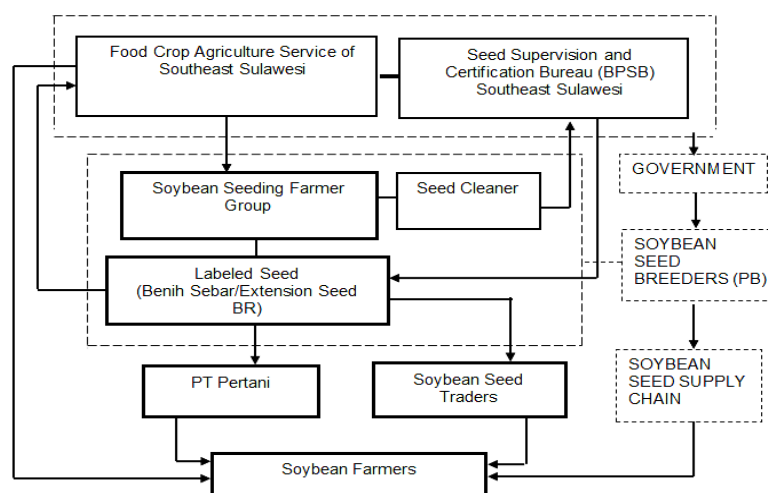 Food Crop Agriculture Service of
Southeast Sulawesi
Seed Supervision and
Certification Bureau (BPSB)
Southeast Sulawesi
Soybean Seeding Farmer
Group
Seed Cleaner
GOVERNMENT
Labeled Seed
(Benih Sebar/Extension Seed
BR)
SOYBEAN
SEED
BREEDERS (PB)
PT Pertani
Soybean Seed
Traders
SOYBEAN
SEED SUPPLY
CHAIN
Soybean Farmers